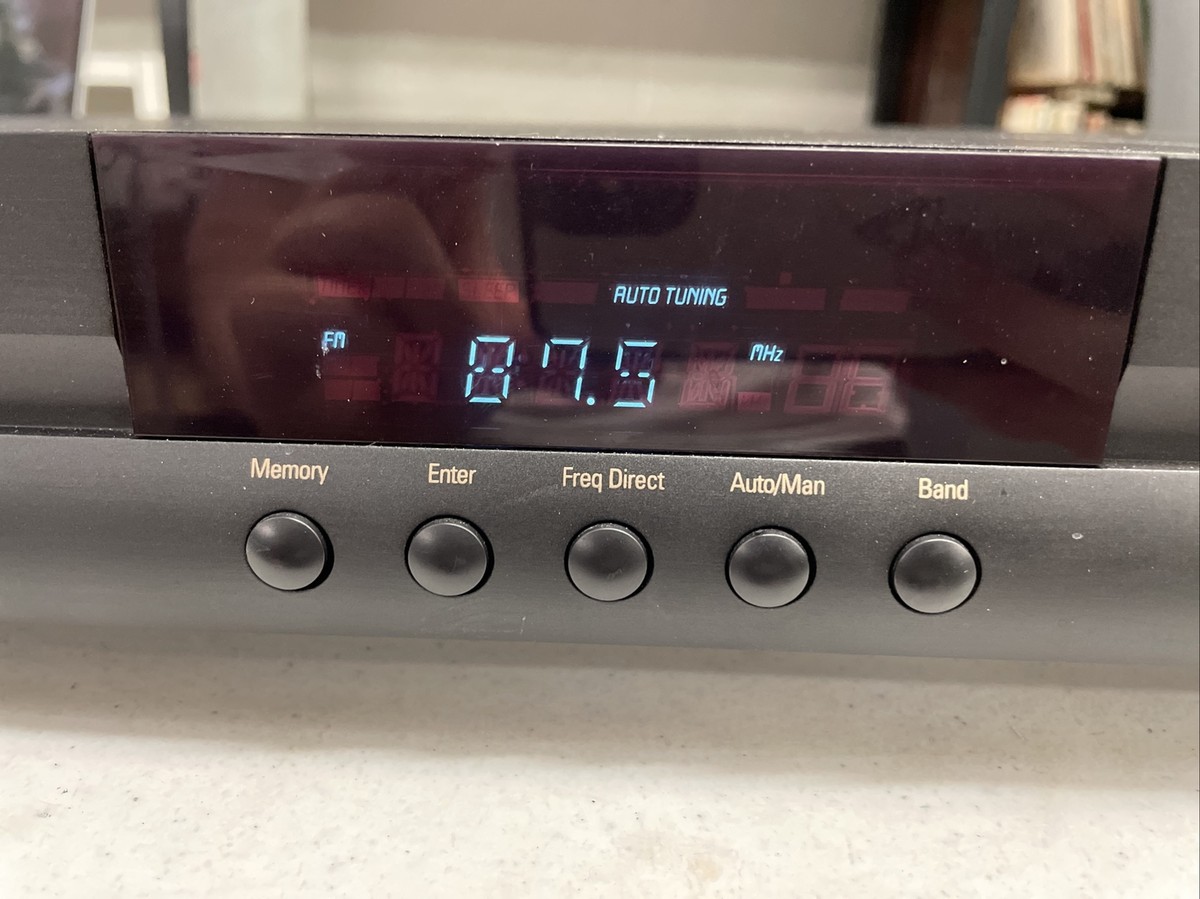 AUTO TUNING
FM 87.5 MHz
Memory Enter Freq Direct Auto/Man Band